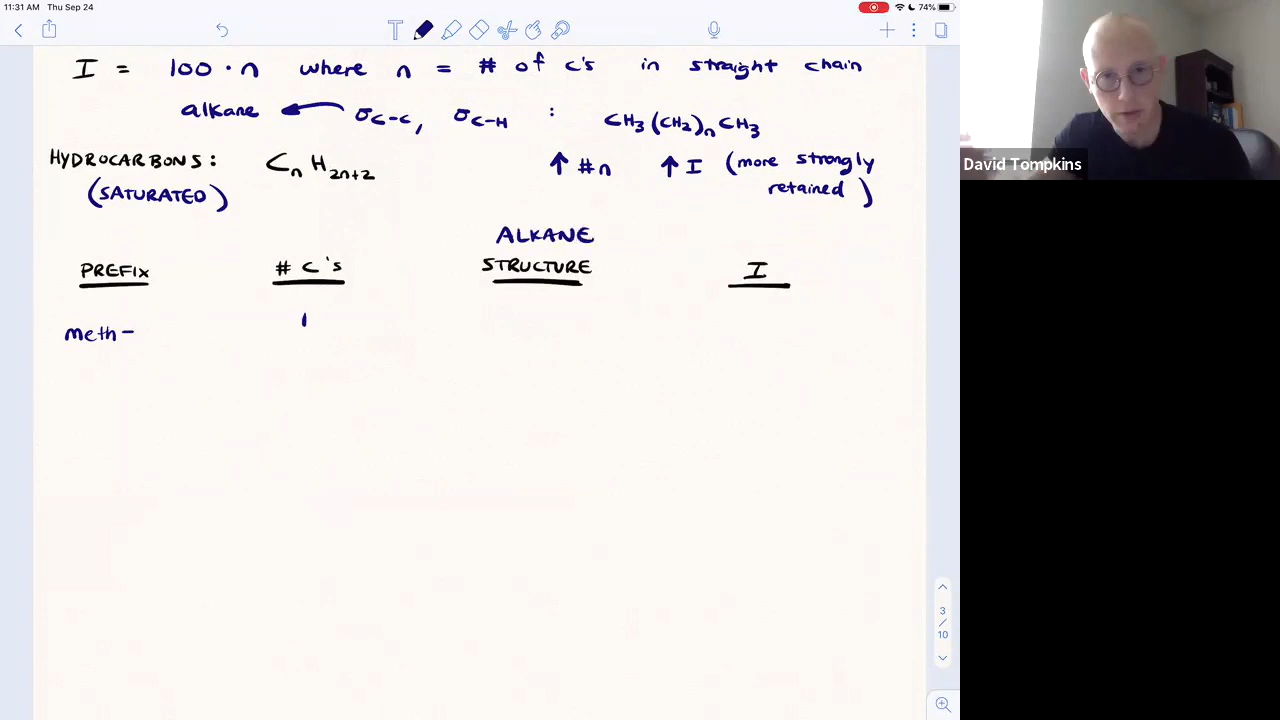 11:31 AM Thu Sep 24
74%
I = 100 · n where n = # of C's in straight chain
alkane ← σC-C, σC-H : CH3(CH2)nCH3
HYDROCARBONS: CnH2n+2 ↑ #n ↑ I (more strongly
(SATURATED) retained)
ALKANE
PREFIX # C's STRUCTURE I
meth- 1
3
/
10
David Tompkins